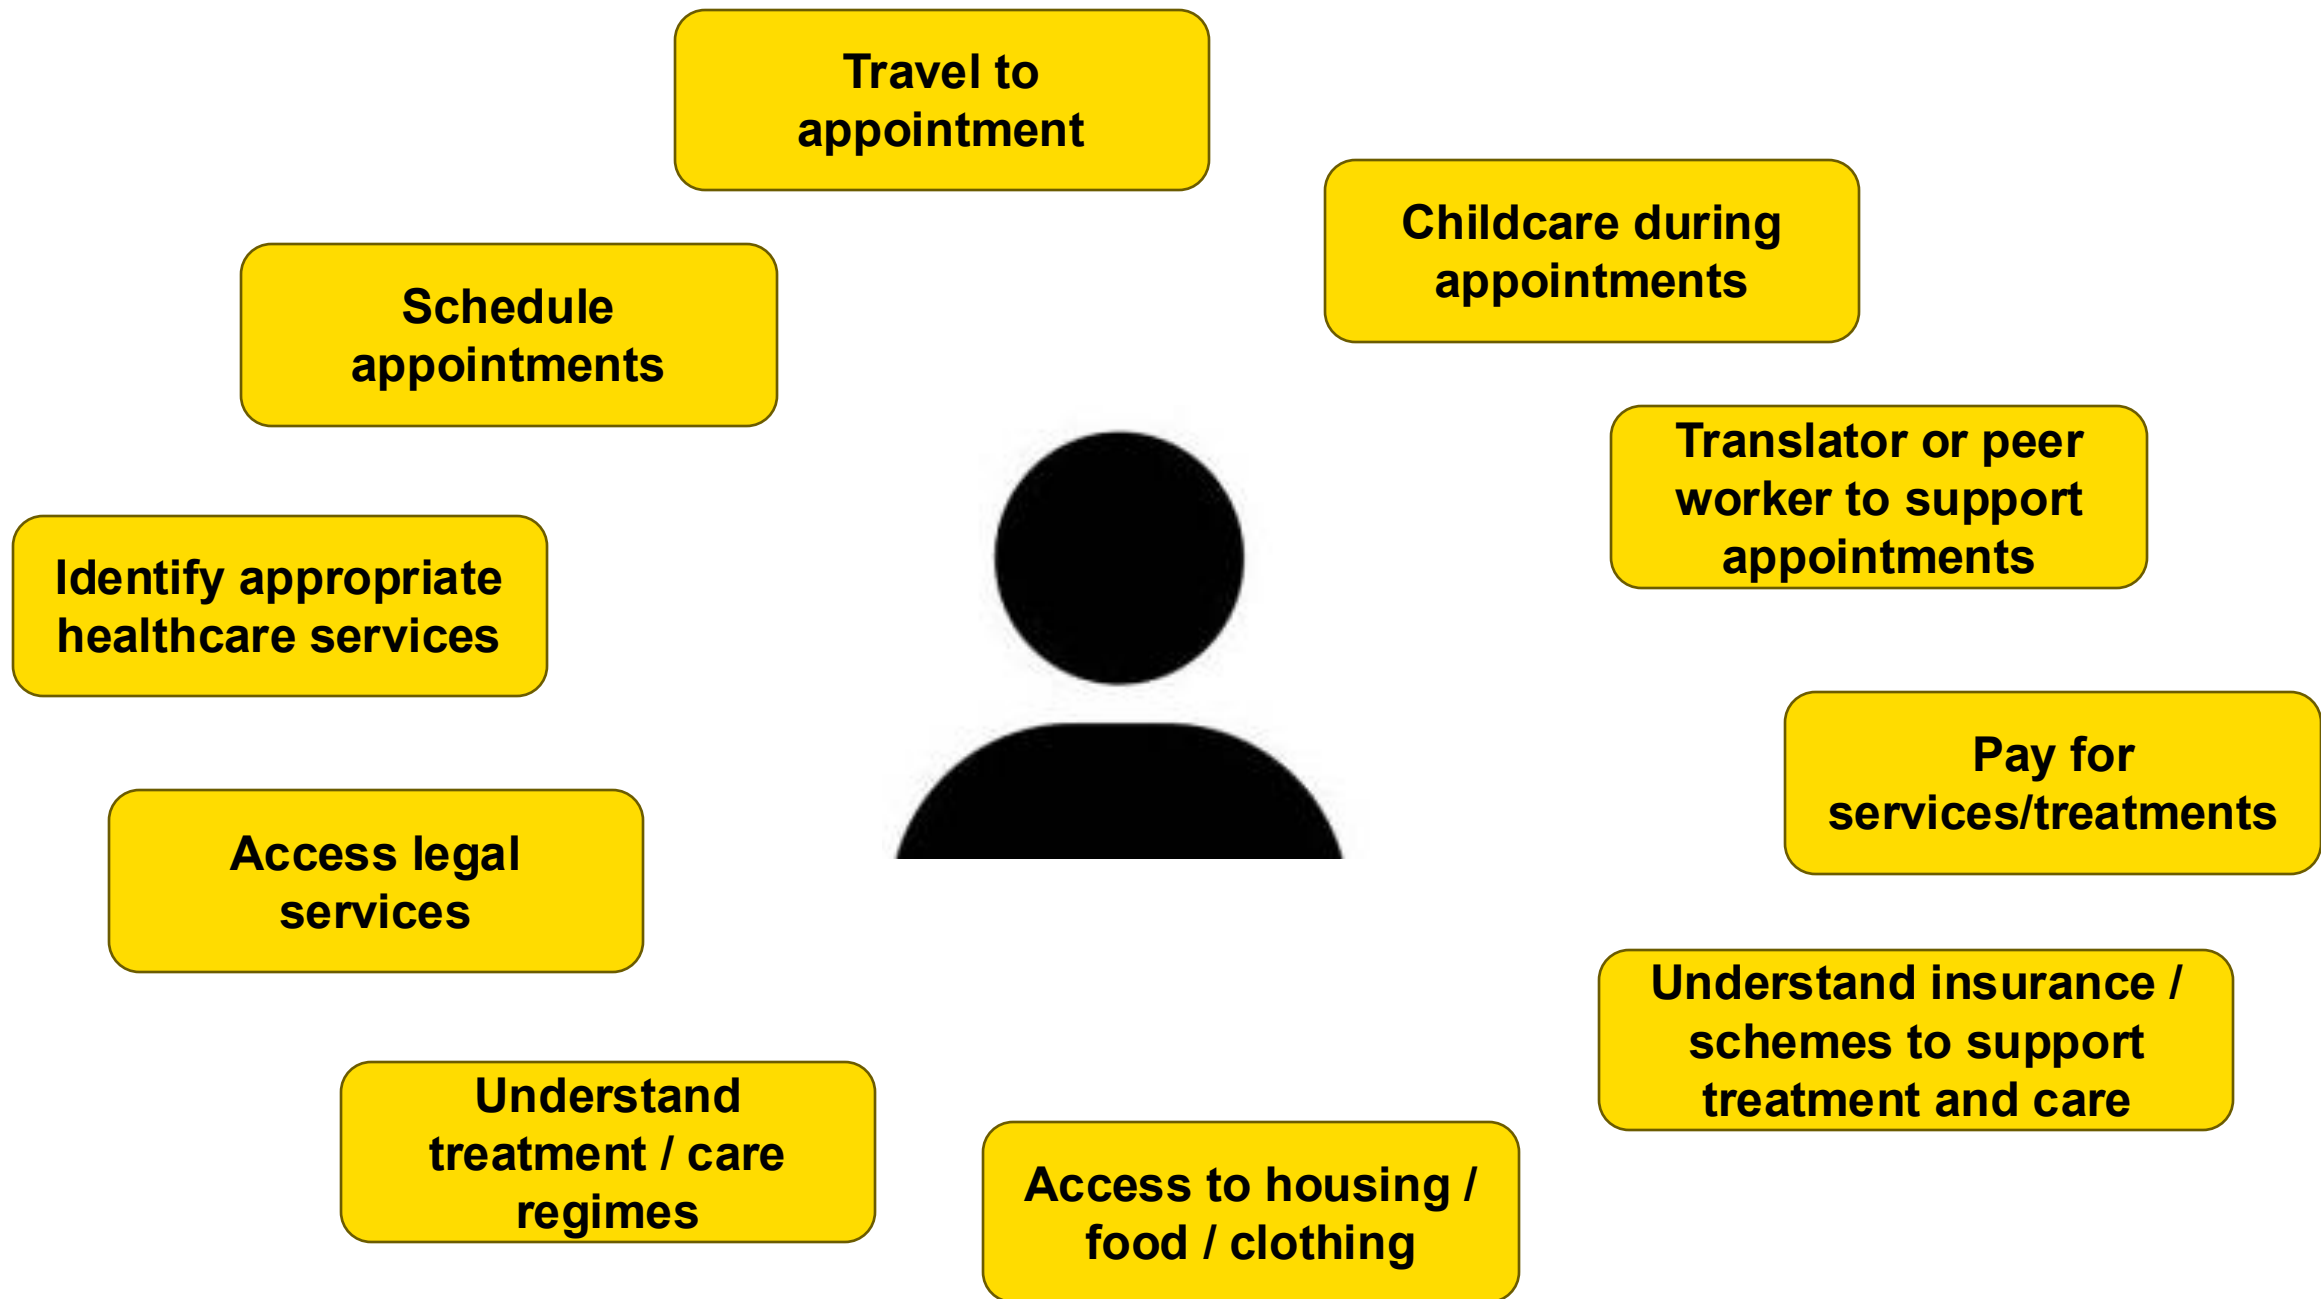 Travel to
appointment
Childcare during
appointments
Schedule
appointments
Translator or peer
worker to support
appointments
Identify appropriate
healthcare services
Pay for
services/treatments
Access legal
services
Understand insurance /
schemes to support
treatment and care
Understand
treatment / care
regimes
Access to housing /
food / clothing